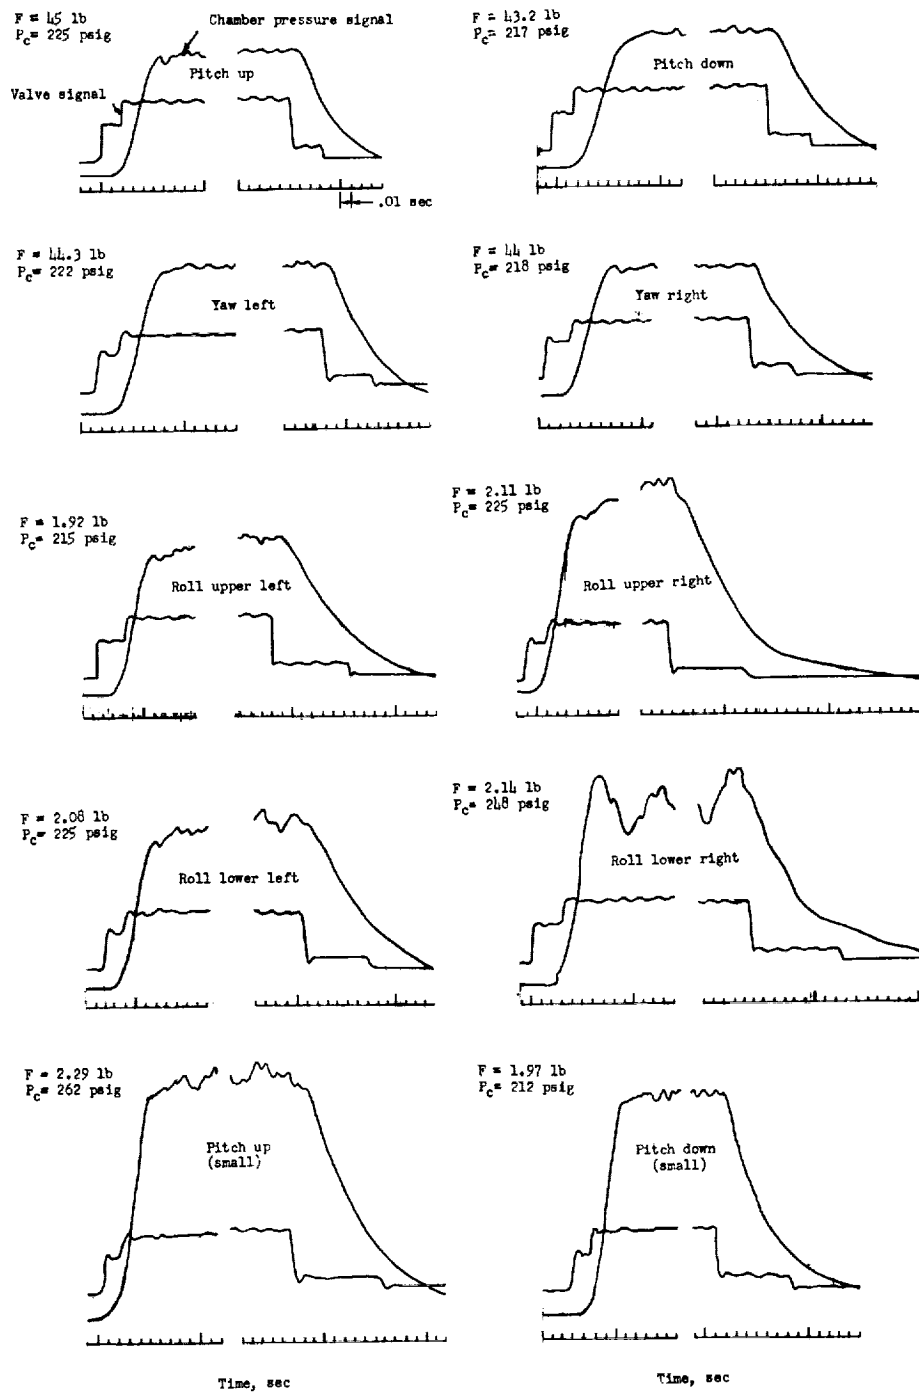 F = 45 lb
Pc= 225 psig
Chamber pressure signal
Pitch up
Valve signal
.01 sec
F = 43.2 lb
Pc= 217 psig
Pitch down
F = 44.3 lb
Pc= 222 psig
Yaw left
F = 44 lb
Pc= 218 psig
Yaw right
F = 1.92 lb
Pc= 215 psig
Roll upper left
F = 2.11 lb
Pc= 225 psig
Roll upper right
F = 2.08 lb
Pc= 225 psig
Roll lower left
F = 2.14 lb
Pc= 248 psig
Roll lower right
F = 2.29 lb
Pc= 262 psig
Pitch up
(small)
F = 1.97 lb
Pc= 212 psig
Pitch down
(small)
Time, sec
Time, sec